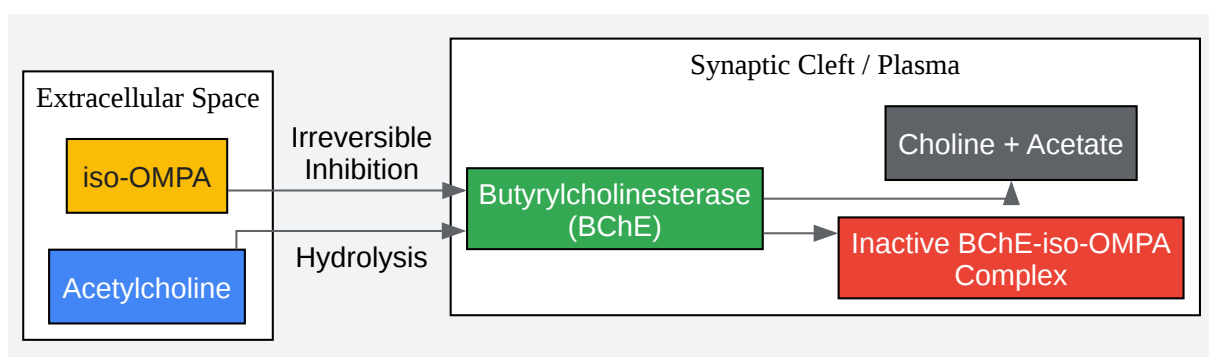 Extracellular Space
iso-OMPA
Acetylcholine
Irreversible
Inhibition
Hydrolysis
Synaptic Cleft / Plasma
Butyrylcholinesterase
(BChE)
Choline + Acetate
Inactive BChE-iso-OMPA
Complex